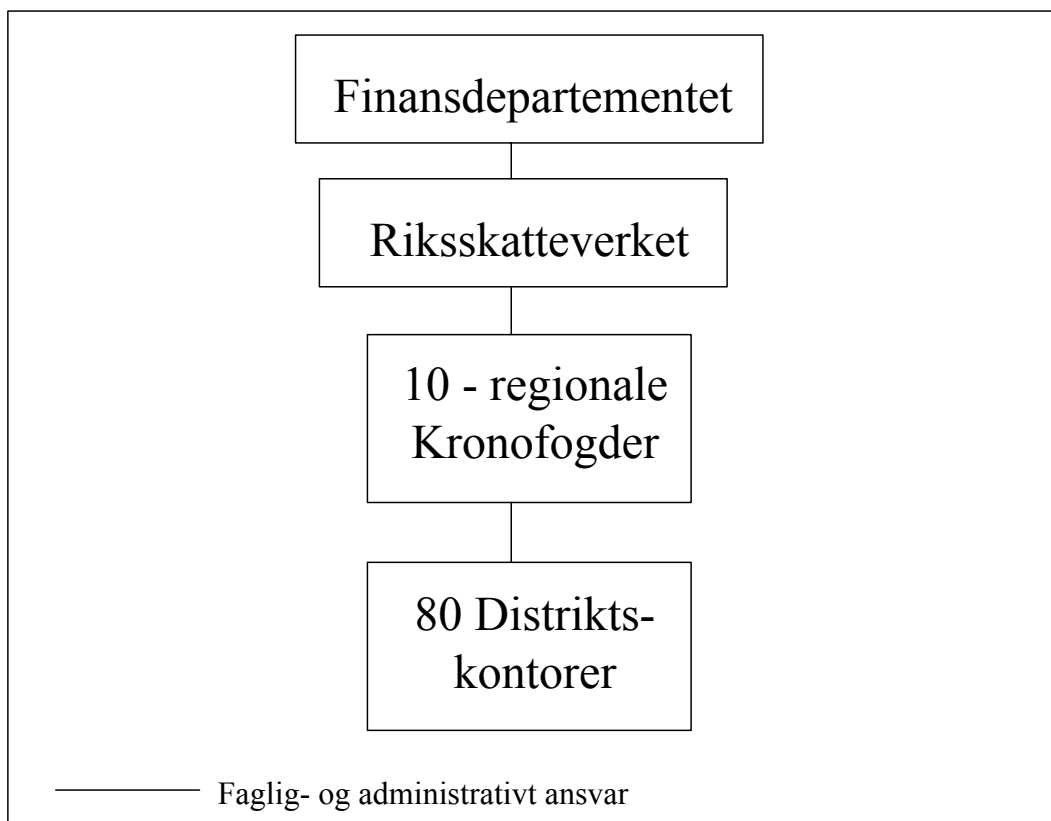 Finansdepartementet
Riksskatteverket
10 - regionale
Kronofogder
80 Distrikts-
kontorer
Faglig- og administrativt ansvar